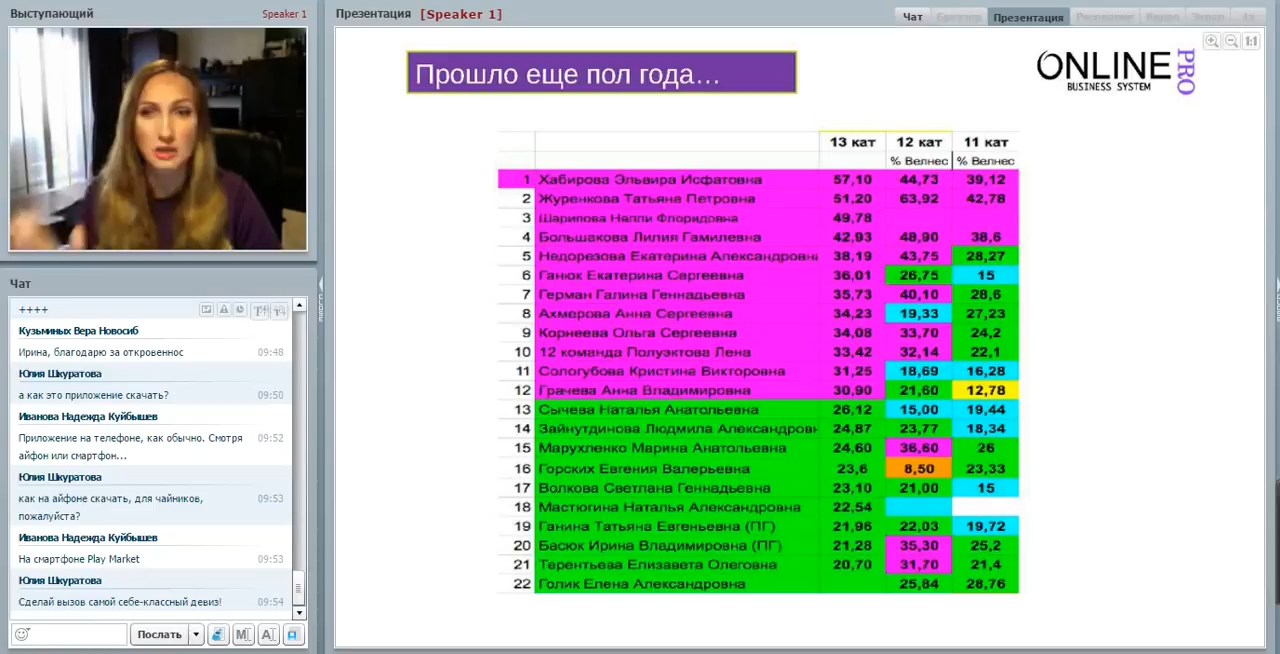 Выступающий
Speaker 1
Презентация [Speaker 1]
Чат
Презентация
Рисование
Видео
Экран
1:1
Прошло еще пол года...
ONLINE PRO
BUSINESS SYSTEM
13 кат 12 кат 11 кат
% Велнес % Велнес
1 Хабирова Эльвира Исфатовна 57,10 44,73 39,12
2 Журенкова Татьяна Петровна 51,20 63,92 42,78
3 Шарипова Нелли Флоридовна 49,78
4 Большакова Лилия Гамилевна 42,93 48,90 38,6
5 Недорезова Екатерина Александровна 38,19 43,75 28,27
6 Ганюк Екатерина Сергеевна 36,01 26,75 15
7 Герман Галина Геннадьевна 35,73 40,10 28,6
8 Ахмерова Анна Сергеевна 34,23 19,33 27,23
9 Корнеева Ольга Сергеевна 34,08 33,70 24,2
10 12 команда Полуэктова Лена 33,42 32,14 22,1
11 Сологубова Кристина Викторовна 31,25 18,69 16,28
12 Грачева Анна Владимировна 30,90 21,60 12,78
13 Сычева Наталья Анатольевна 26,12 15,00 19,44
14 Зайнутдинова Людмила Александровн 24,87 23,77 18,34
15 Марухленко Марина Анатольевна 24,60 36,60 26
16 Горских Евгения Валерьевна 23,6 8,50 23,33
17 Волкова Светлана Геннадьевна 23,10 21,00 15
18 Мастюгина Наталья Александровна 22,54
19 Ганина Татьяна Евгеньевна (ПГ) 21,96 22,03 19,72
20 Басюк Ирина Владимировна (ПГ) 21,28 35,30 25,2
21 Терентьева Елизавета Олеговна 20,70 31,70 21,4
22 Голик Елена Александровна 25,84 28,76
Чат
++++
Кузьминых Вера Новосиб
Ирина, благодарю за откровеннос 09:48
Юлия Шкуратова
а как это приложение скачать? 09:50
Иванова Надежда Куйбышев
Приложение на телефоне, как обычно. Смотря 09:52
айфон или смартфон...
Юлия Шкуратова
как на айфоне скачать, для чайников, 09:53
пожалуйста?
Иванова Надежда Куйбышев
На смартфоне Play Market 09:53
Юлия Шкуратова
Сделай вызов самой себе-классный девиз! 09:54
Послать